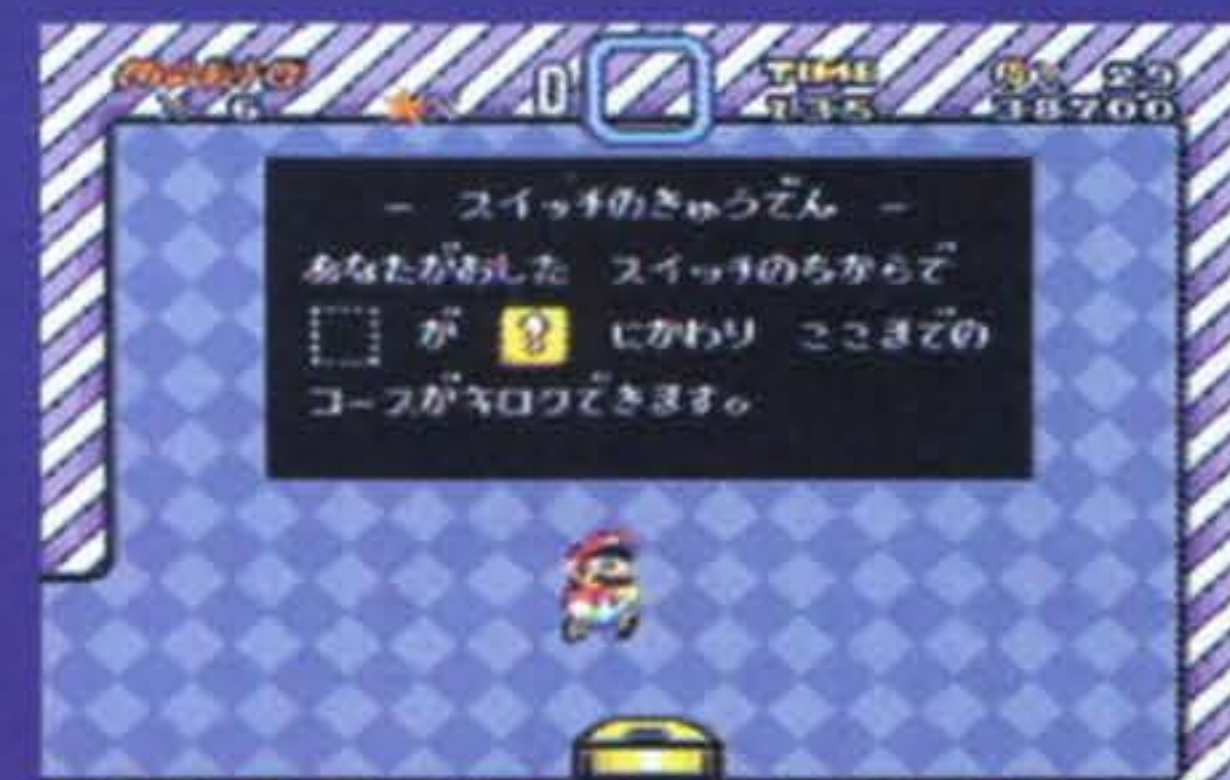 MARIO TIME 29
× 6 0 135 38700
- スイッチのきゅうでん -
あなたがおした スイッチのちからで
が ? にかわり ここまでの
コースがキロクできます。